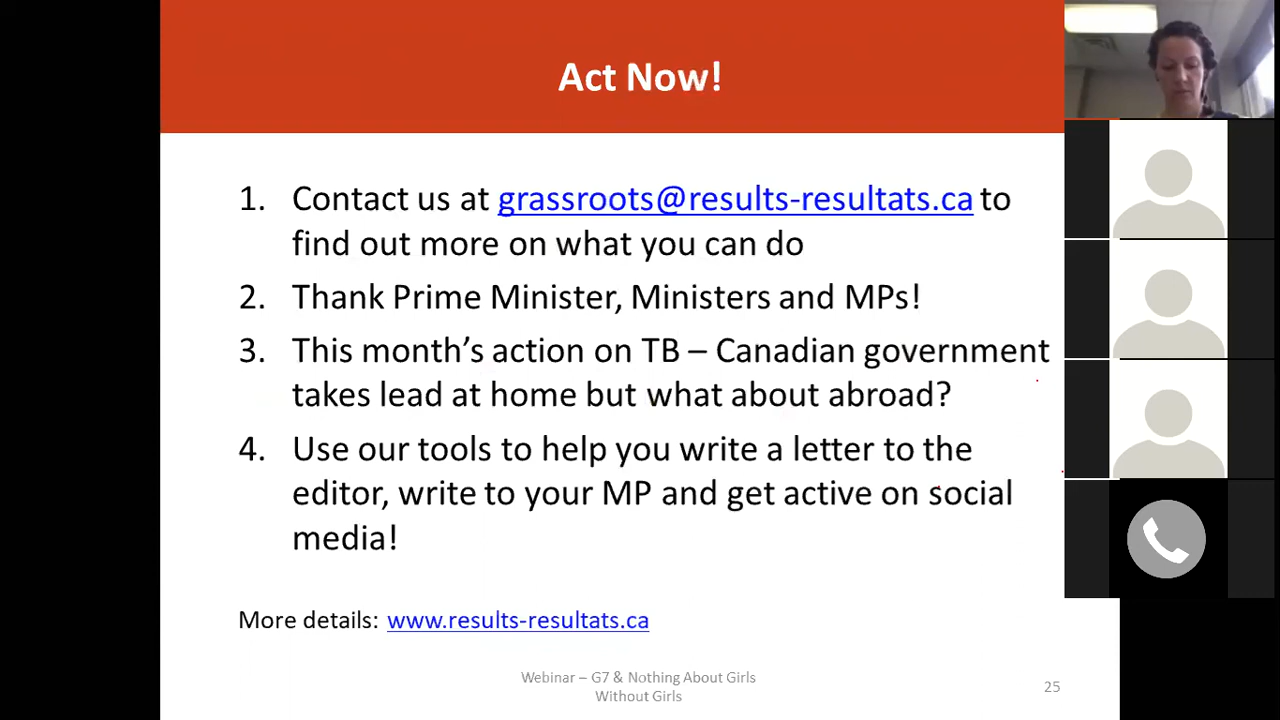 Act Now!
1. Contact us at grassroots@results-resultats.ca to
find out more on what you can do
2. Thank Prime Minister, Ministers and MPs!
3. This month’s action on TB – Canadian government
takes lead at home but what about abroad?
4. Use our tools to help you write a letter to the
editor, write to your MP and get active on social
media!
More details: www.results-resultats.ca
Webinar – G7 & Nothing About Girls
Without Girls
25